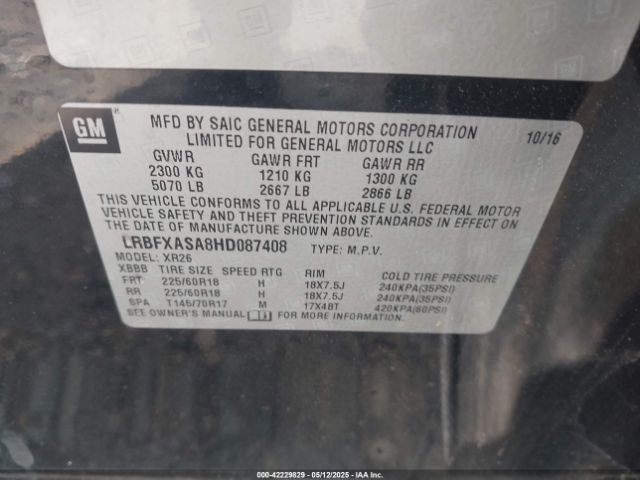 GM
MFD BY SAIC GENERAL MOTORS CORPORATION 10/16
LIMITED FOR GENERAL MOTORS LLC
GVWR GAWR FRT GAWR RR
2300 KG 1210 KG 1300 KG
5070 LB 2667 LB 2866 LB
THIS VEHICLE CONFORMS TO ALL APPLICABLE U.S. FEDERAL MOTOR
VEHICLE SAFETY AND THEFT PREVENTION STANDARDS IN EFFECT ON
THE DATE OF MANUFACTURE SHOWN ABOVE.
LRBFXASA8HD087408 TYPE: M.P.V.
MODEL: XR26
XBBB TIRE SIZE SPEED RTG RIM COLD TIRE PRESSURE
FRT 225/60R18 H 18X7.5J 240KPA(35PSI)
RR 225/60R18 H 18X7.5J 240KPA(35PSI)
SPA T145/70R17 M 17X4BT 420KPA(60PSI)
SEE OWNER'S MANUAL FOR MORE INFORMATION.
000-42229829 - 05/12/2025 - IAAI.COM